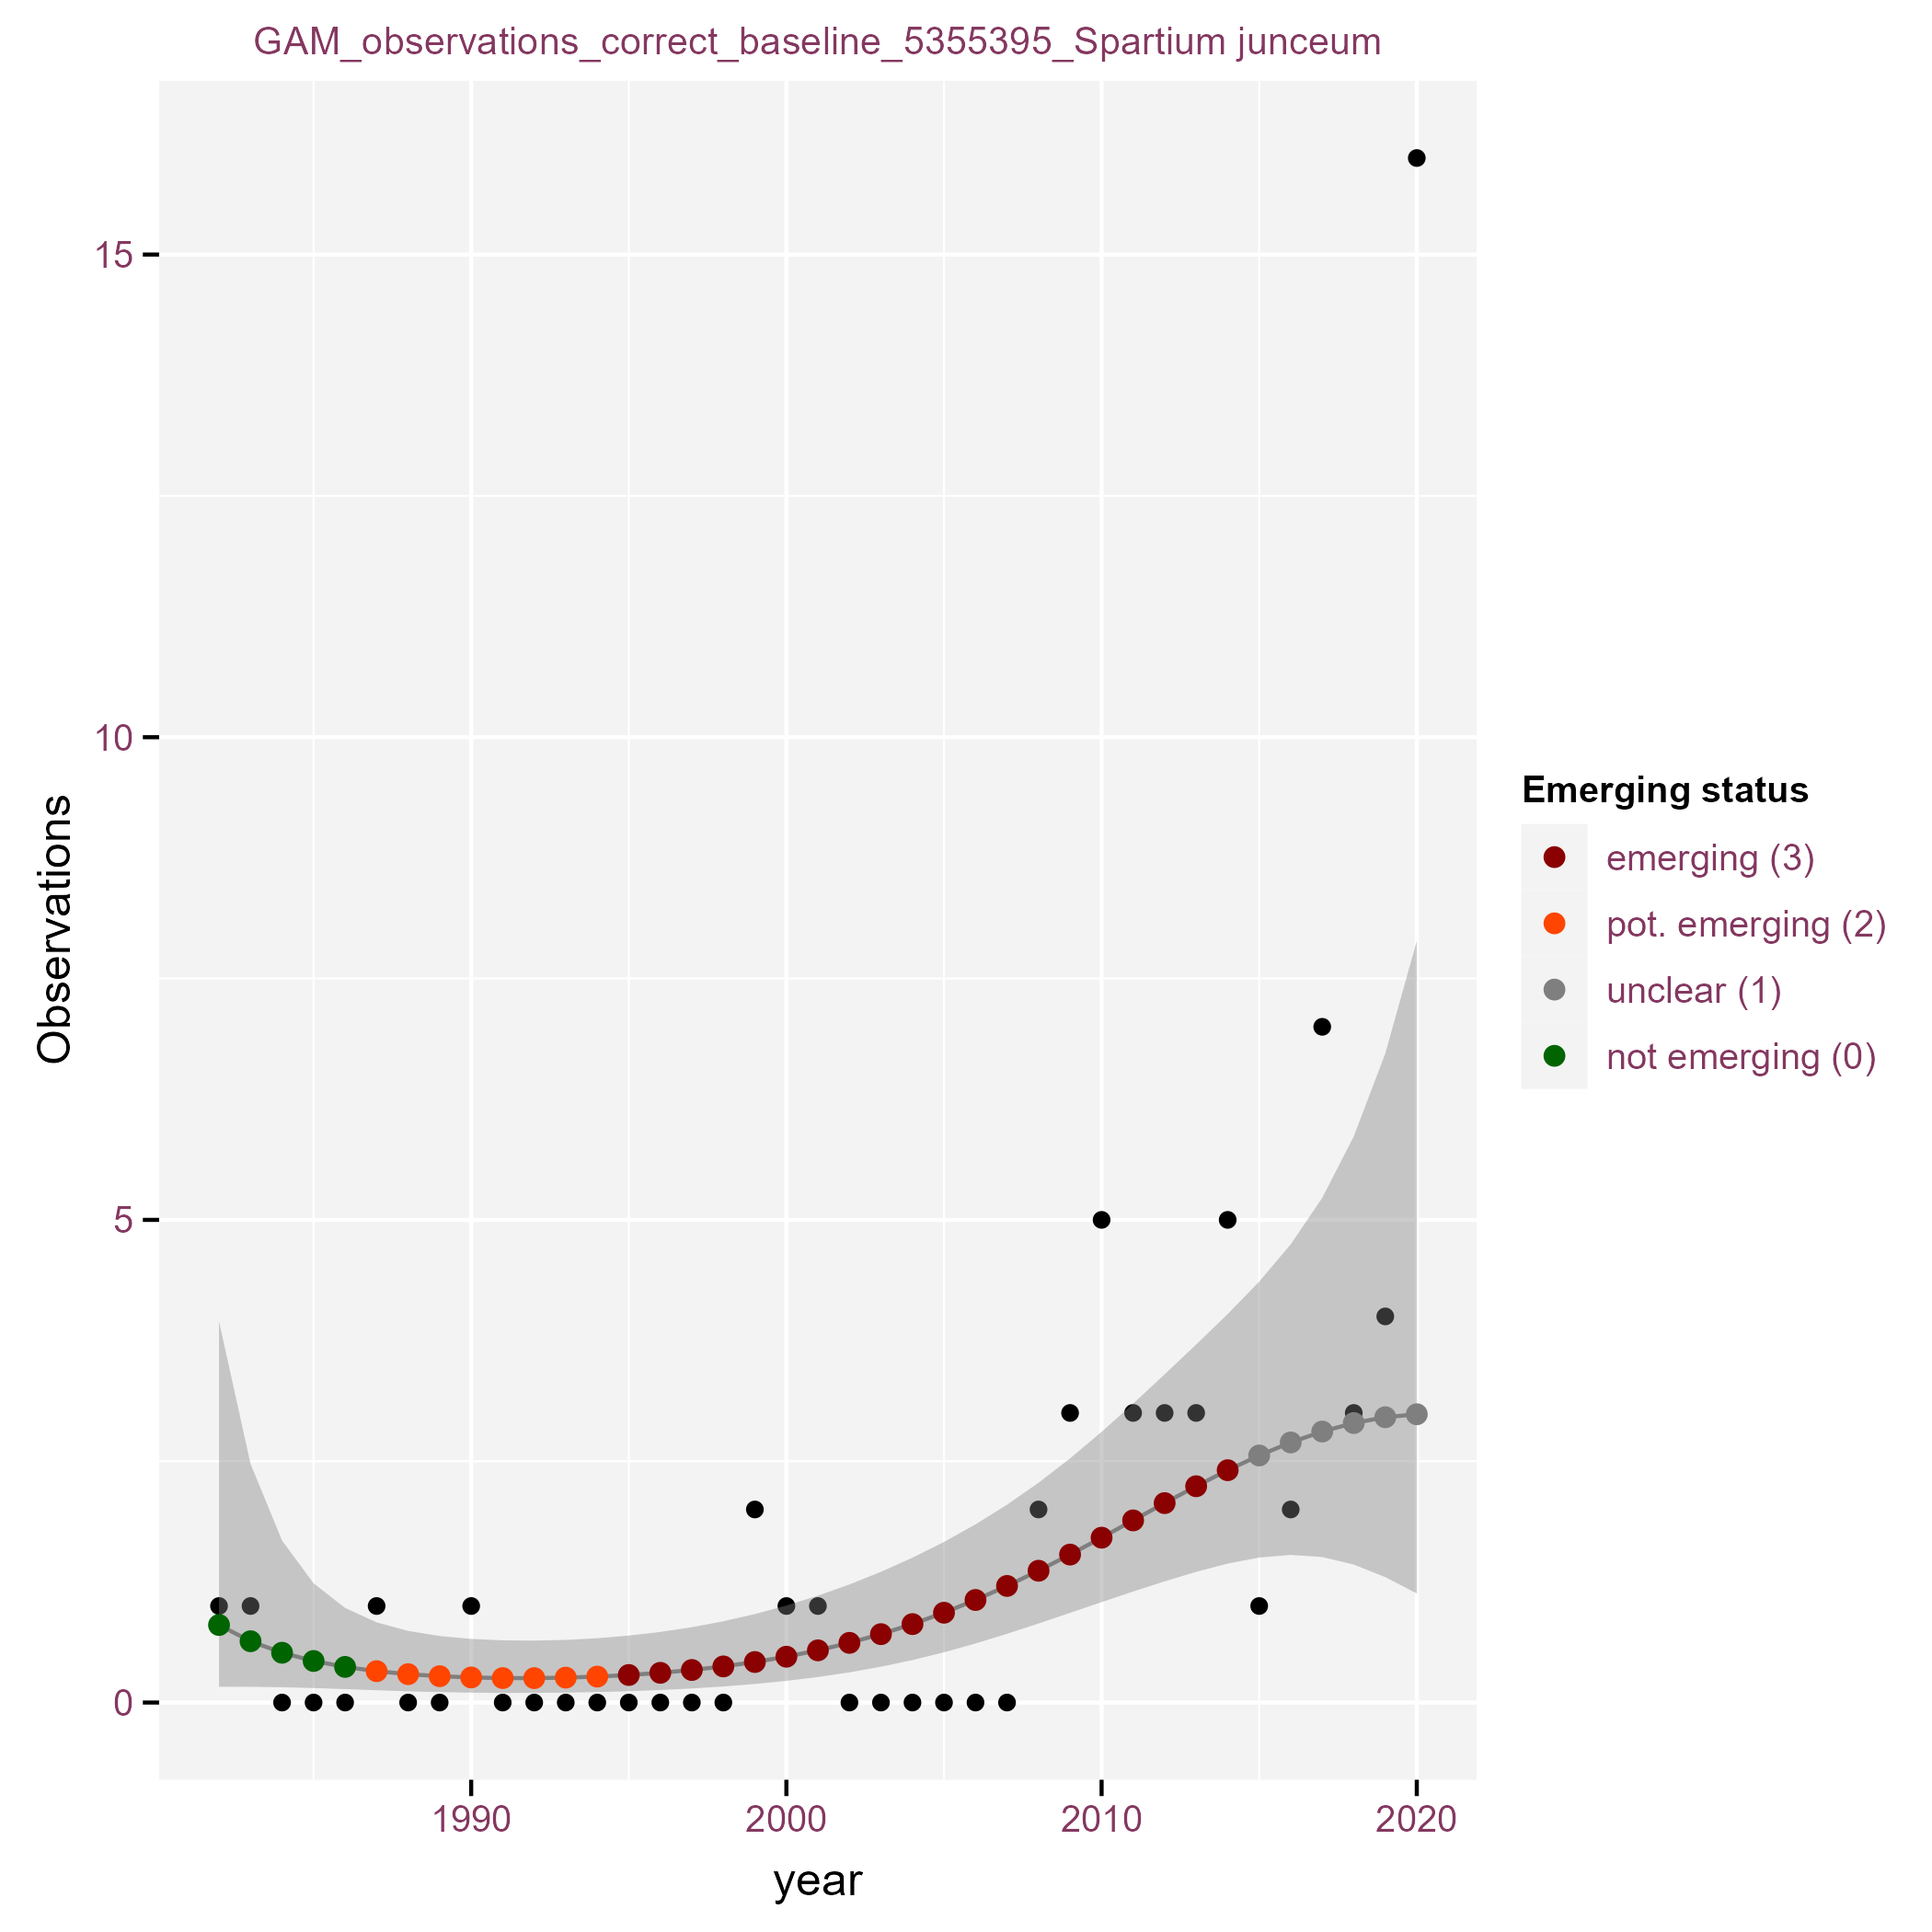 GAM_observations_correct_baseline_5355395_Spartium junceum
15
10
5
0
Observations
1990 2000 2010 2020
year
Emerging status
emerging (3)
pot. emerging (2)
unclear (1)
not emerging (0)